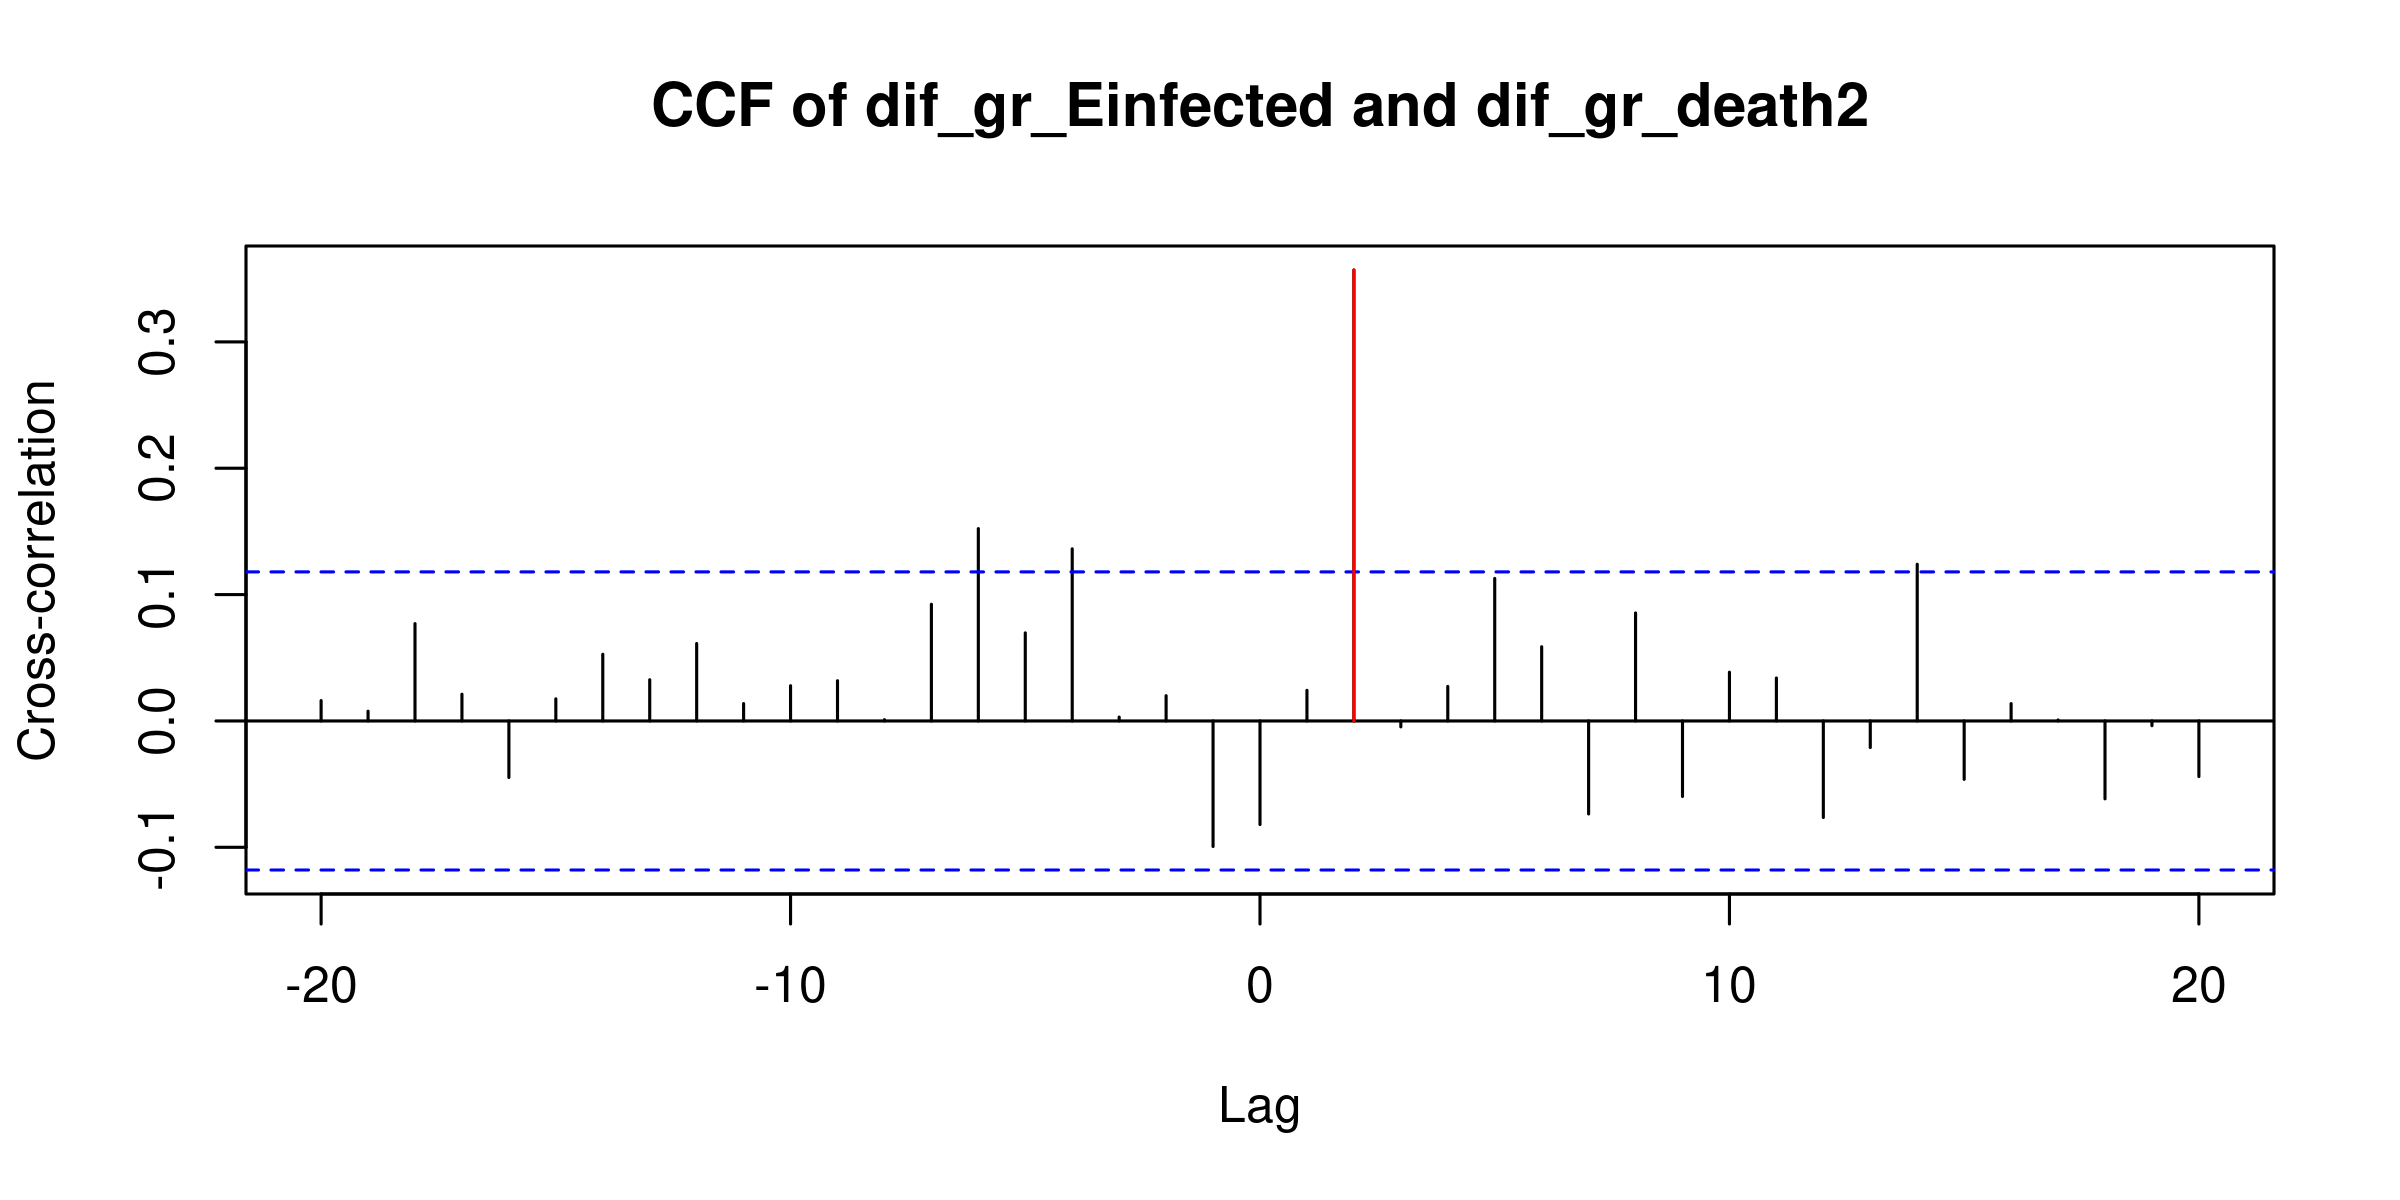 CCF of dif_gr_Einfected and dif_gr_death2
Cross-correlation
0.3
0.2
0.1
0.0
-0.1
-20 -10 0 10 20
Lag